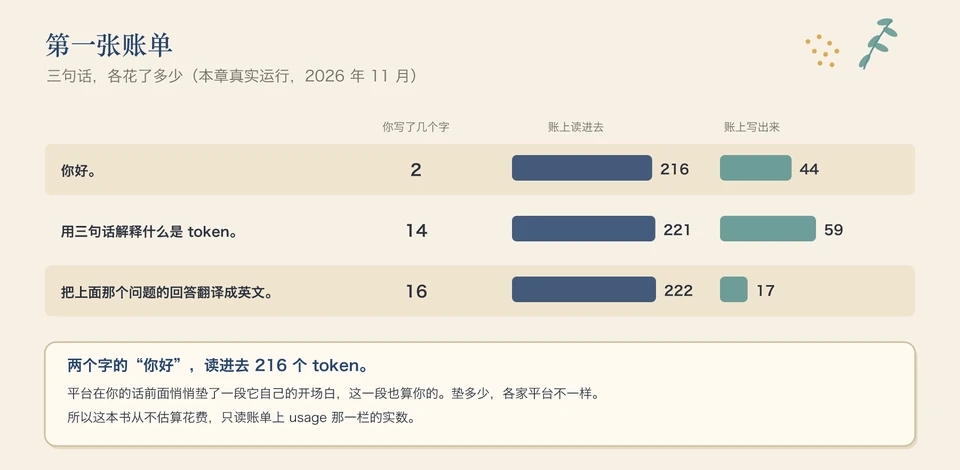 第一张账单
三句话，各花了多少（本章真实运行，2026 年 11 月）
你写了几个字 账上读进去 账上写出来
你好。 2 216 44
用三句话解释什么是 token。 14 221 59
把上面那个问题的回答翻译成英文。 16 222 17
两个字的“你好”，读进去 216 个 token。
平台在你的话前面悄悄垫了一段它自己的开场白，这一段也算你的。垫多少，各家平台不一样。
所以这本书从不估算花费，只读账单上 usage 那一栏的实数。